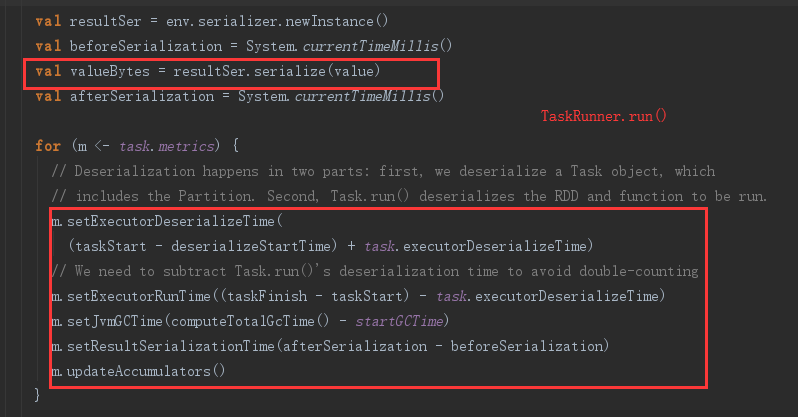 val resultSer = env.serializer.newInstance()
val beforeSerialization = System.currentTimeMillis()
val valueBytes = resultSer.serialize(value)
val afterSerialization = System.currentTimeMillis()
TaskRunner.run()
for (m <- task.metrics) {
// Deserialization happens in two parts: first, we deserialize a Task object, which
// includes the Partition. Second, Task.run() deserializes the RDD and function to be run.
m.setExecutorDeserializeTime(
(taskStart - deserializeStartTime) + task.executorDeserializeTime)
// We need to subtract Task.run()'s deserialization time to avoid double-counting
m.setExecutorRunTime((taskFinish - taskStart) - task.executorDeserializeTime)
m.setJvmGCTime(computeTotalGcTime() - startGCTime)
m.setResultSerializationTime(afterSerialization - beforeSerialization)
m.updateAccumulators()
}